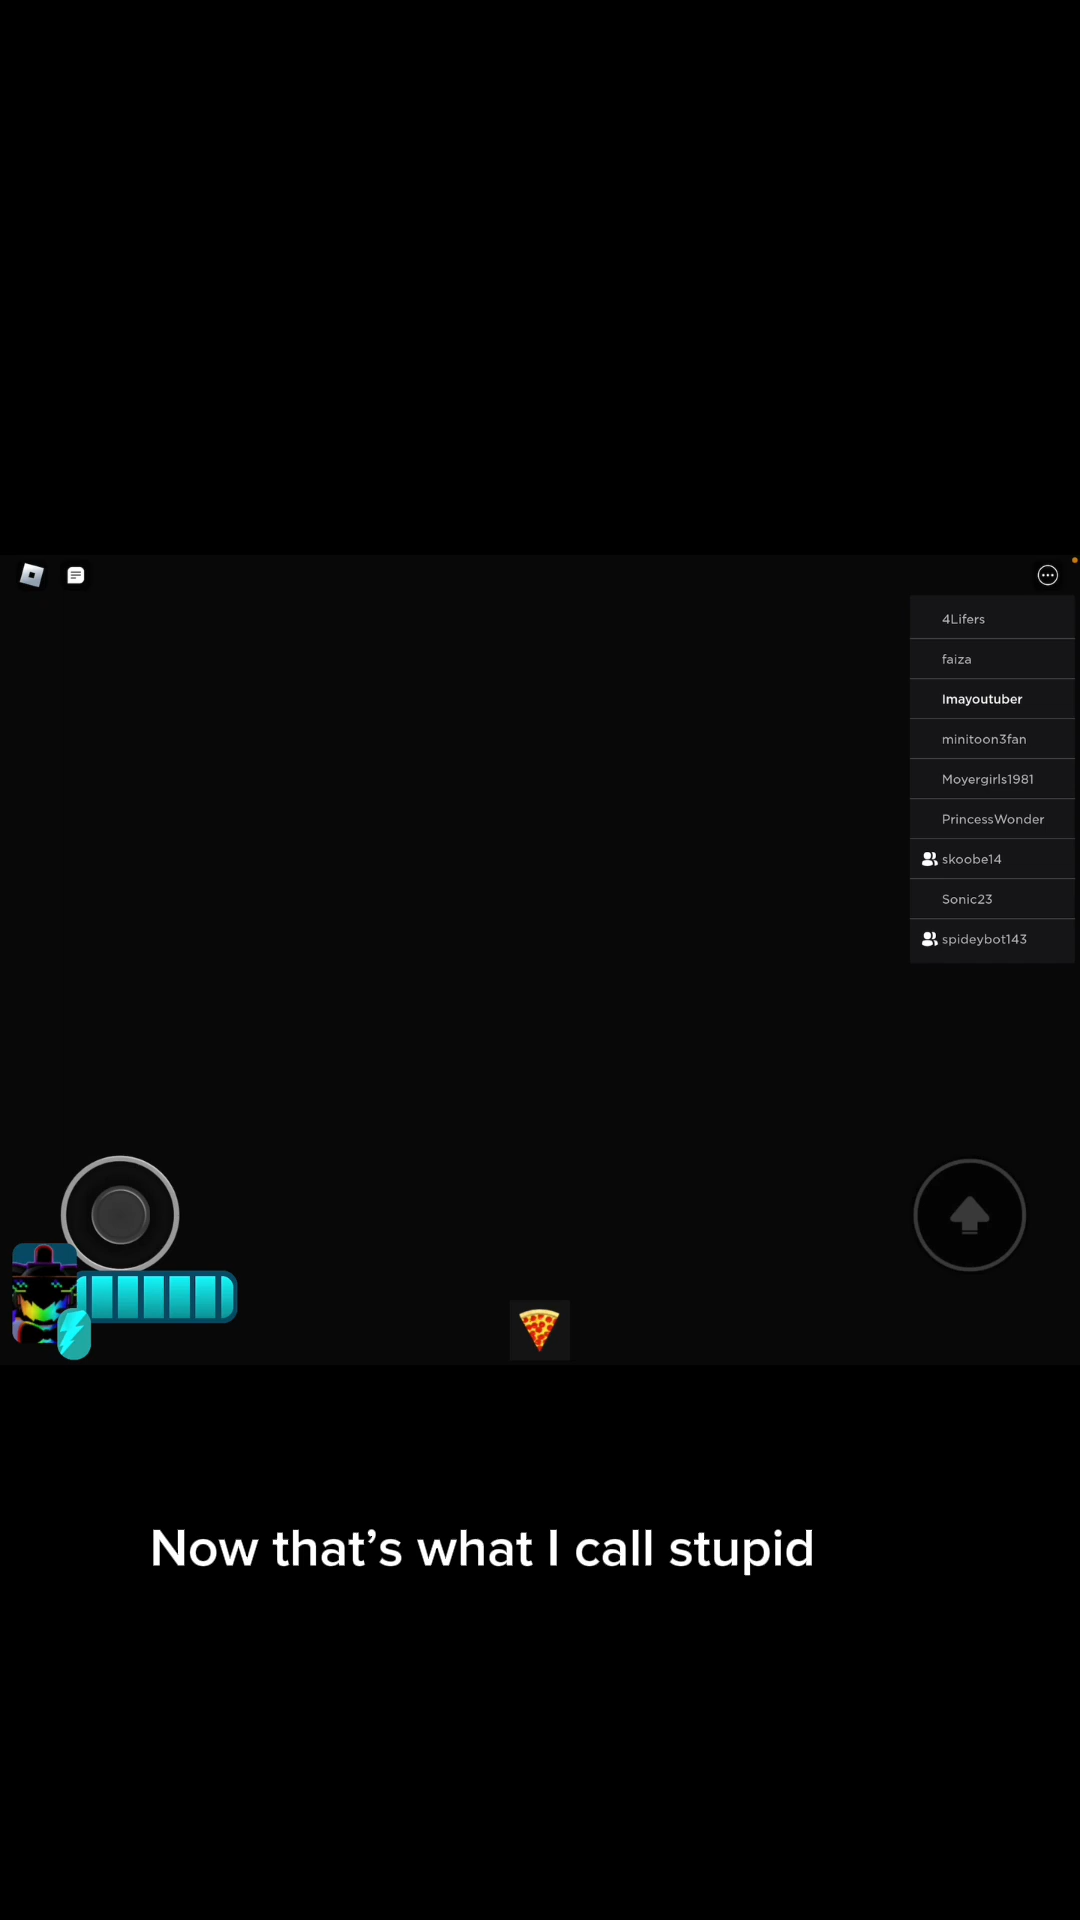 4Lifers
faiza
Imayoutuber
minitoon3fan
Moyergirls1981
PrincessWonder
skoobe14
Sonic23
spideybot143
Now that’s what I call stupid